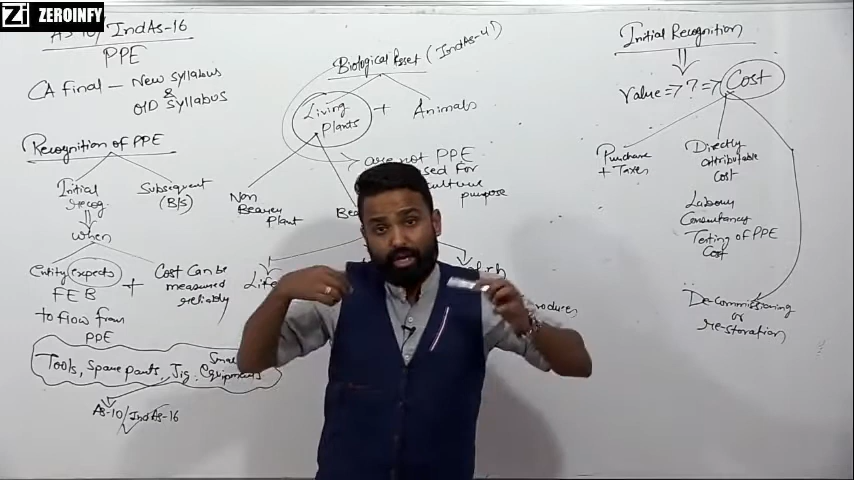 Zi ZEROINFY
AS-10/IndAs-16
PPE
CA Final - New Syllabus
&
OlD Syllabus
Recognition of PPE
Initial
Recog
Subsequent
(B/s)
When
Entity expects
FEB
to flow from
PPE
+
Cost Can be
measured
reliably
Tools, Spare parts, Jig. Small
Equipments
As-10/IndAs-16
Biological Asset (IndAs-41)
Living
Plants
+
Animals
are not PPE
used for
purpose
Non
Bearer
Plant
Life
Initial Recognition
Value => ? => Cost
Purchase
+ Taxes
Directly
attributable
Cost
Labour
Consultancy
Testing of PPE
Cost
De-commissioning
or
re-storation